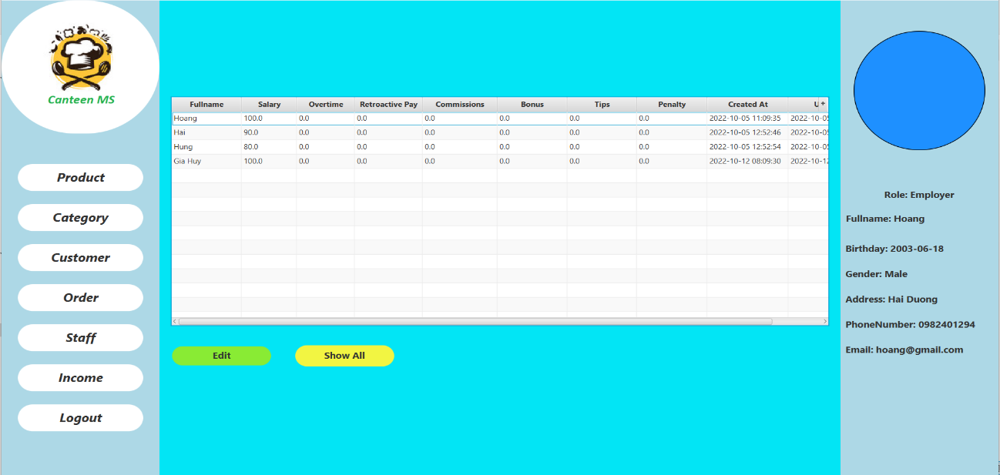 Canteen MS
Product
Category
Customer
Order
Staff
Income
Logout
Fullname Salary Overtime Retroactive Pay Commissions Bonus Tips Penalty Created At U +
Hoang 100.0 0.0 0.0 0.0 0.0 0.0 0.0 2022-10-05 11:09:35 2022-10-05
Hai 90.0 0.0 0.0 0.0 0.0 0.0 0.0 2022-10-05 12:52:46 2022-10-05
Hung 80.0 0.0 0.0 0.0 0.0 0.0 0.0 2022-10-05 12:52:54 2022-10-05
Gia Huy 100.0 0.0 0.0 0.0 0.0 0.0 0.0 2022-10-12 08:09:30 2022-10-12
Edit Show All
Role: Employer
Fullname: Hoang
Birthday: 2003-06-18
Gender: Male
Address: Hai Duong
PhoneNumber: 0982401294
Email: hoang@gmail.com